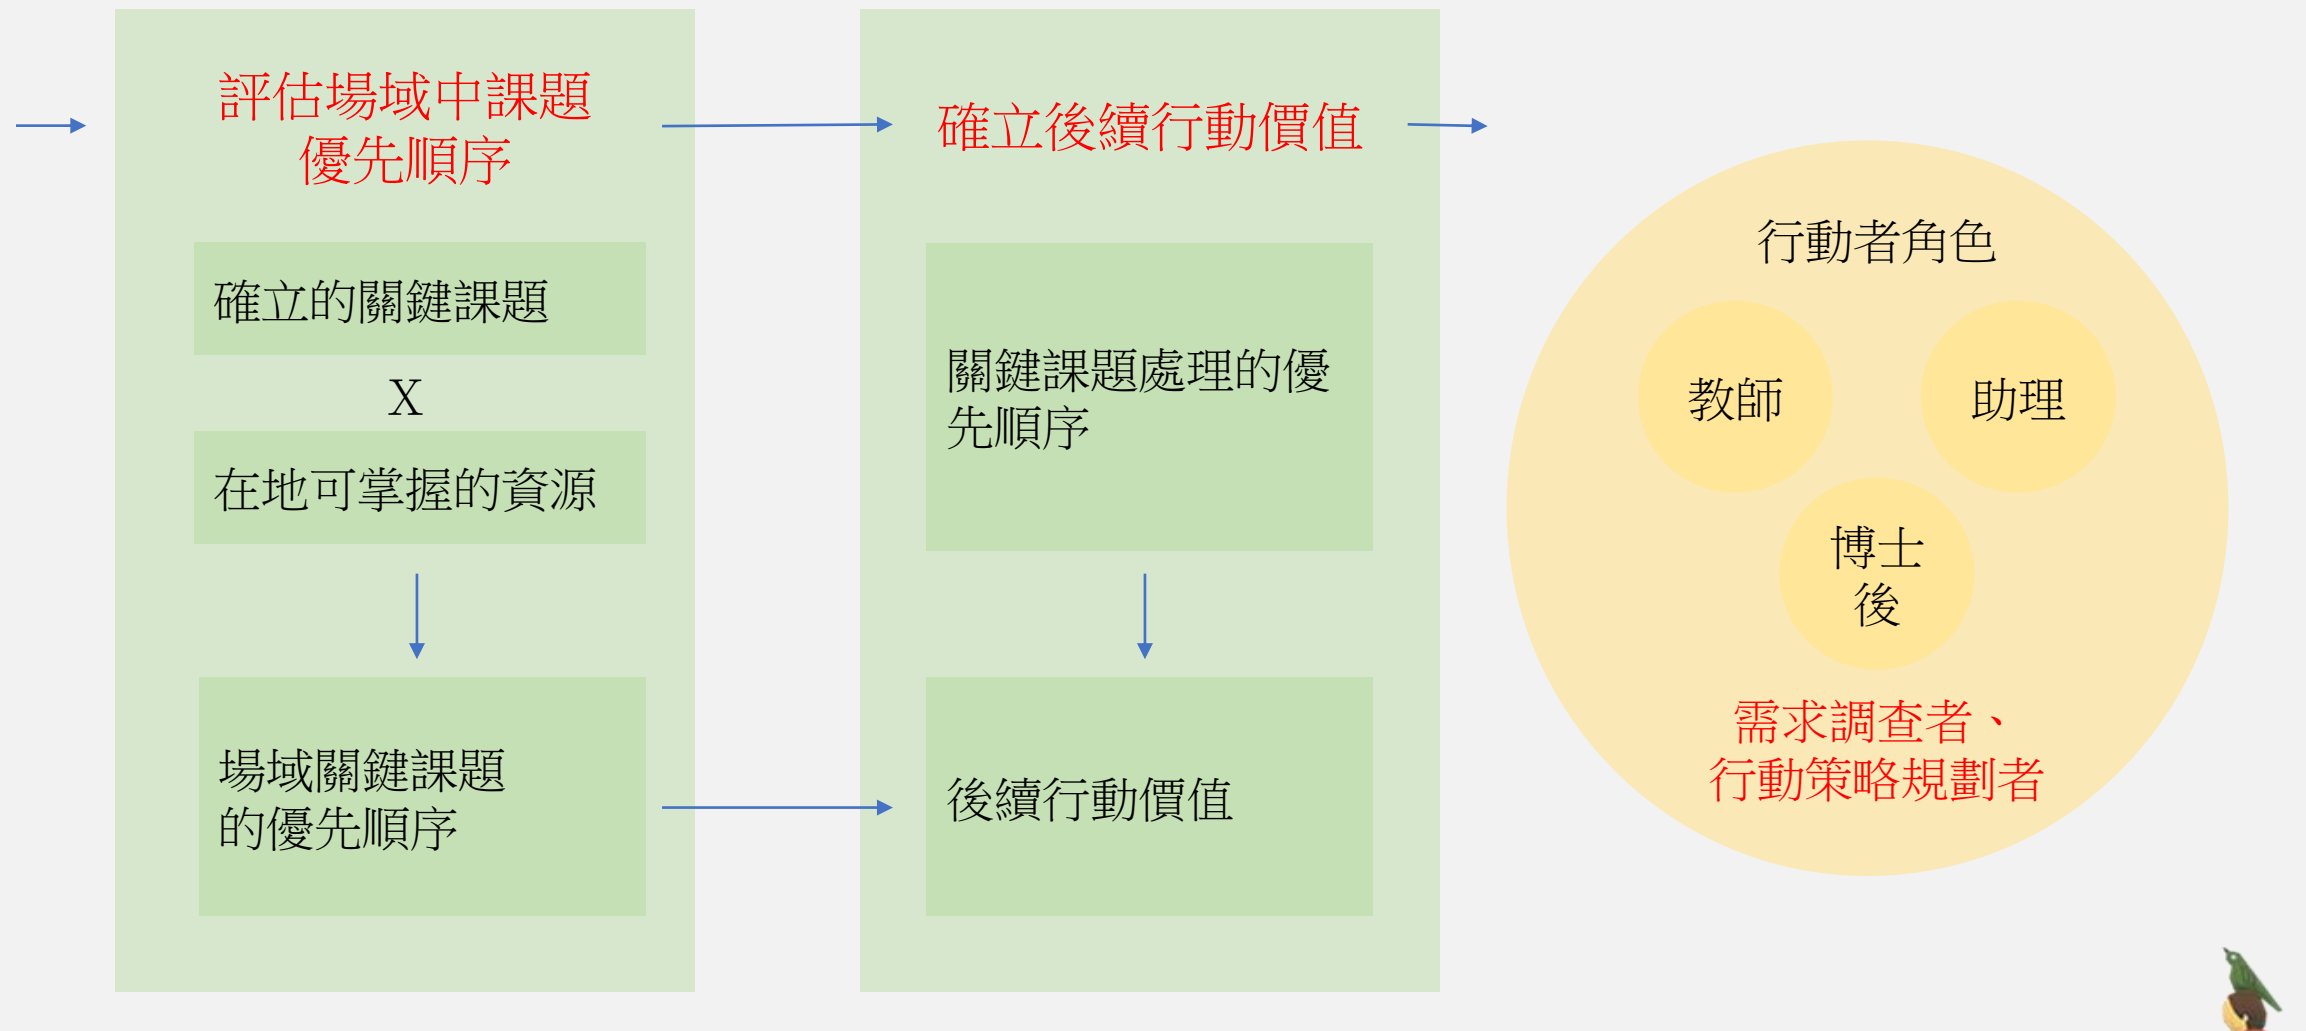 評估場域中課題
優先順序
確立的關鍵課題
X
在地可掌握的資源
場域關鍵課題
的優先順序
確立後續行動價值
關鍵課題處理的優
先順序
後續行動價值
行動者角色
教師
助理
博士
後
需求調查者、
行動策略規劃者